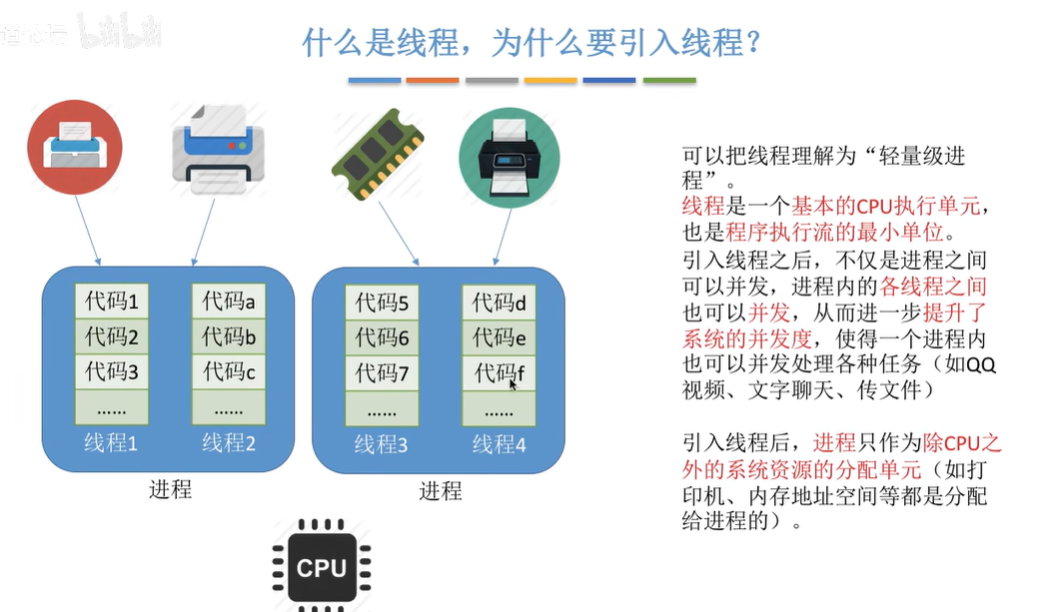 bilibili
什么是线程，为什么要引入线程？
可以把线程理解为“轻量级进
程”。
线程是一个基本的CPU执行单元，
也是程序执行流的最小单位。
引入线程之后，不仅是进程之间
可以并发，进程内的各线程之间
也可以并发，从而进一步提升了
系统的并发度，使得一个进程内
也可以并发处理各种任务（如QQ
视频、文字聊天、传文件）
引入线程后，进程只作为除CPU之
外的系统资源的分配单元（如打
印机、内存地址空间等都是分配
给进程的）。
代码1
代码2
代码3
......
线程1
代码a
代码b
代码c
......
线程2
进程
代码5
代码6
代码7
......
线程3
代码d
代码e
代码f
......
线程4
进程
CPU